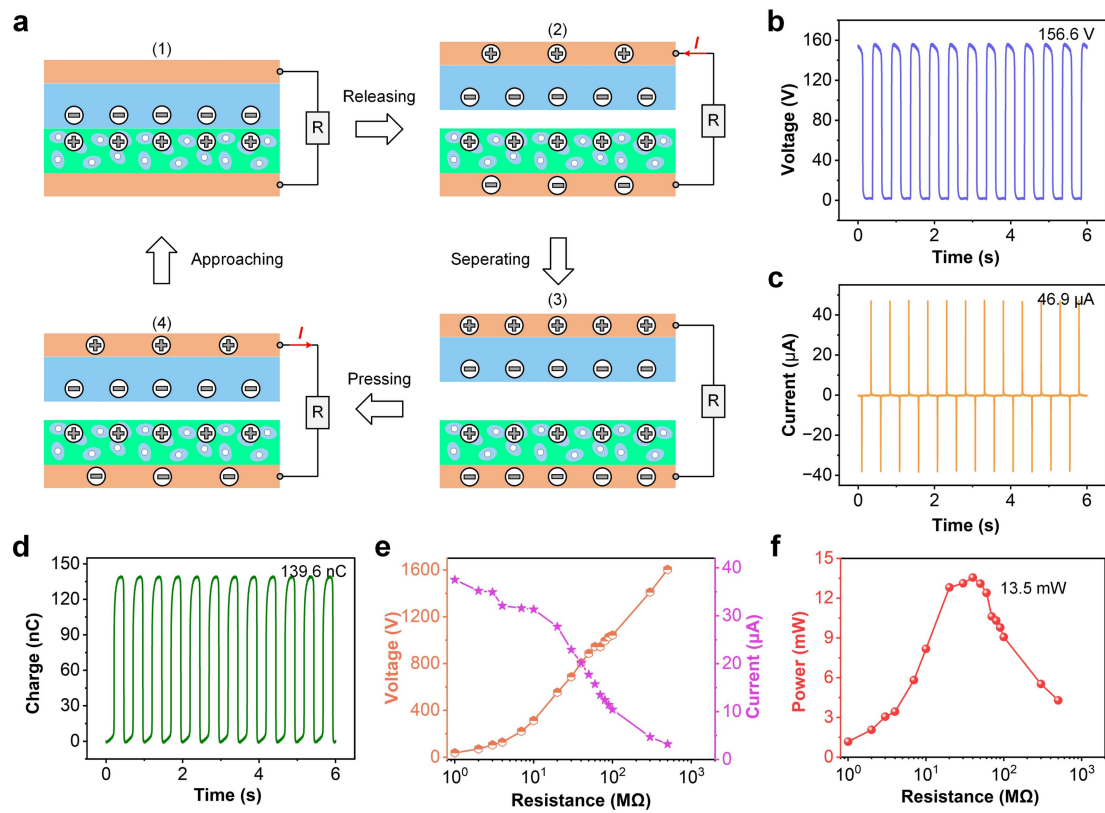 a
(1)
(2)
I
R
R
Releasing
Approaching
Seperating
(3)
(4)
I
R
R
Pressing
b
156.6 V
Voltage (V)
160
120
80
40
0
0 2 4 6
Time (s)
c
46.9 μA
Current (μA)
40
20
0
−20
−40
0 2 4 6
Time (s)
d
139.6 nC
Charge (nC)
150
120
90
60
30
0
0 2 4 6
Time (s)
e
Voltage (V)
1600
1200
800
400
0
Current (μA)
40
30
20
10
0
10⁰ 10¹ 10² 10³
Resistance (MΩ)
f
13.5 mW
Power (mW)
15
12
9
6
3
0
10⁰ 10¹ 10² 10³
Resistance (MΩ)